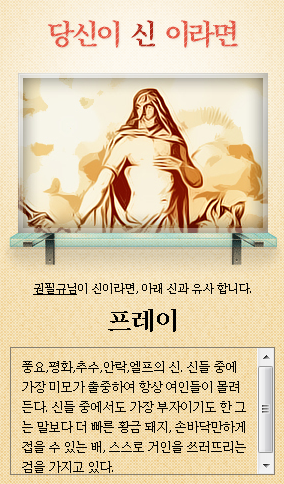 당신이 신 이라면
권필규님이 신이라면, 아래 신과 유사 합니다.
프레이
풍요,평화,추수,안락,엘프의 신. 신들 중에
가장 미모가 출중하여 항상 여인들이 몰려
든다. 신들 중에서도 가장 부자이기도 한 그
는 말보다 더 빠른 황금 돼지, 손바닥만하게
접을 수 있는 배, 스스로 거인을 쓰러뜨리는
검을 가지고 있다.